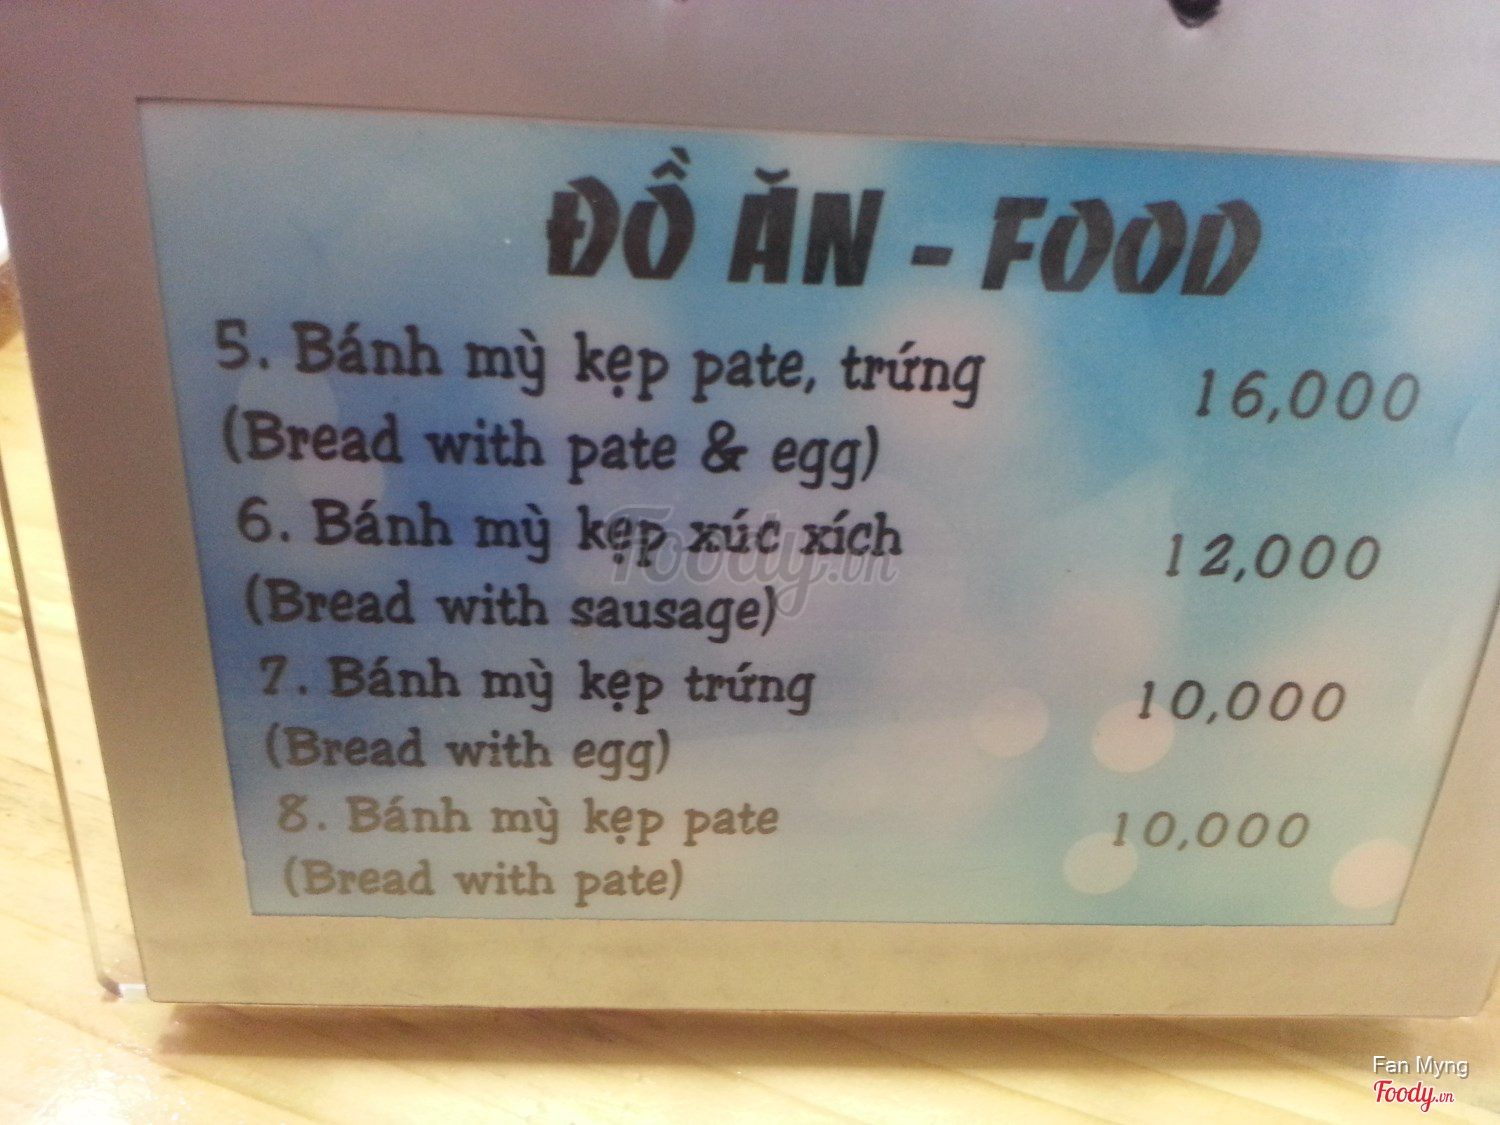 ĐỒ ĂN - FOOD
5. Bánh mỳ kẹp pate, trứng 16,000
(Bread with pate & egg)
6. Bánh mỳ kẹp xúc xích 12,000
(Bread with sausage)
7. Bánh mỳ kẹp trứng 10,000
(Bread with egg)
8. Bánh mỳ kẹp pate 10,000
(Bread with pate)
Foody.vn
Fan Myng
Foody.vn